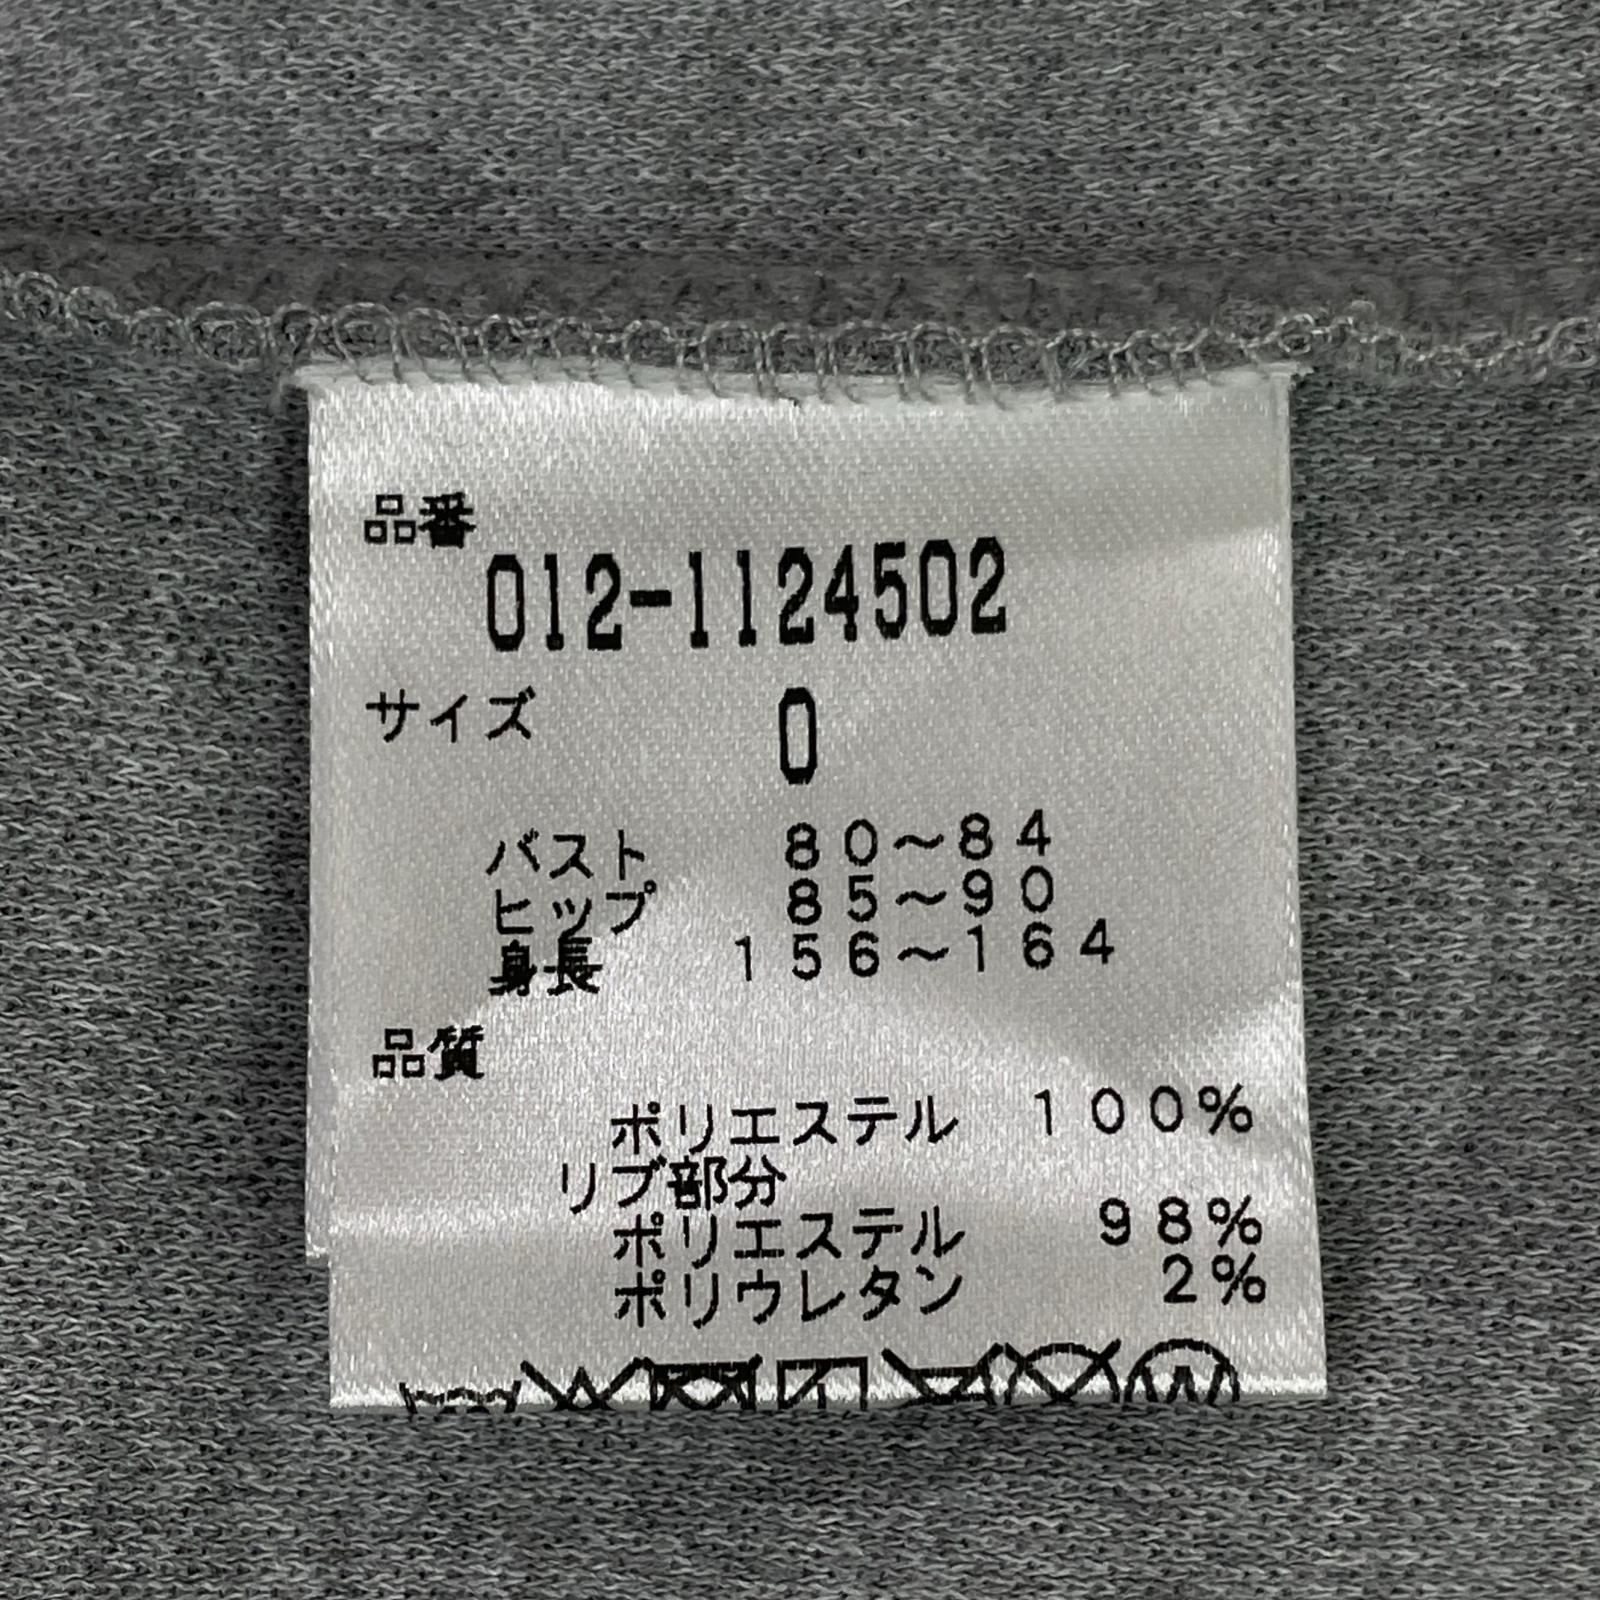 品番
012-1124502
サイズ 0
バスト 80～84
ヒップ 85～90
身長 156～164
品質
ポリエステル 100%
リブ部分
ポリエステル 98%
ポリウレタン 2%